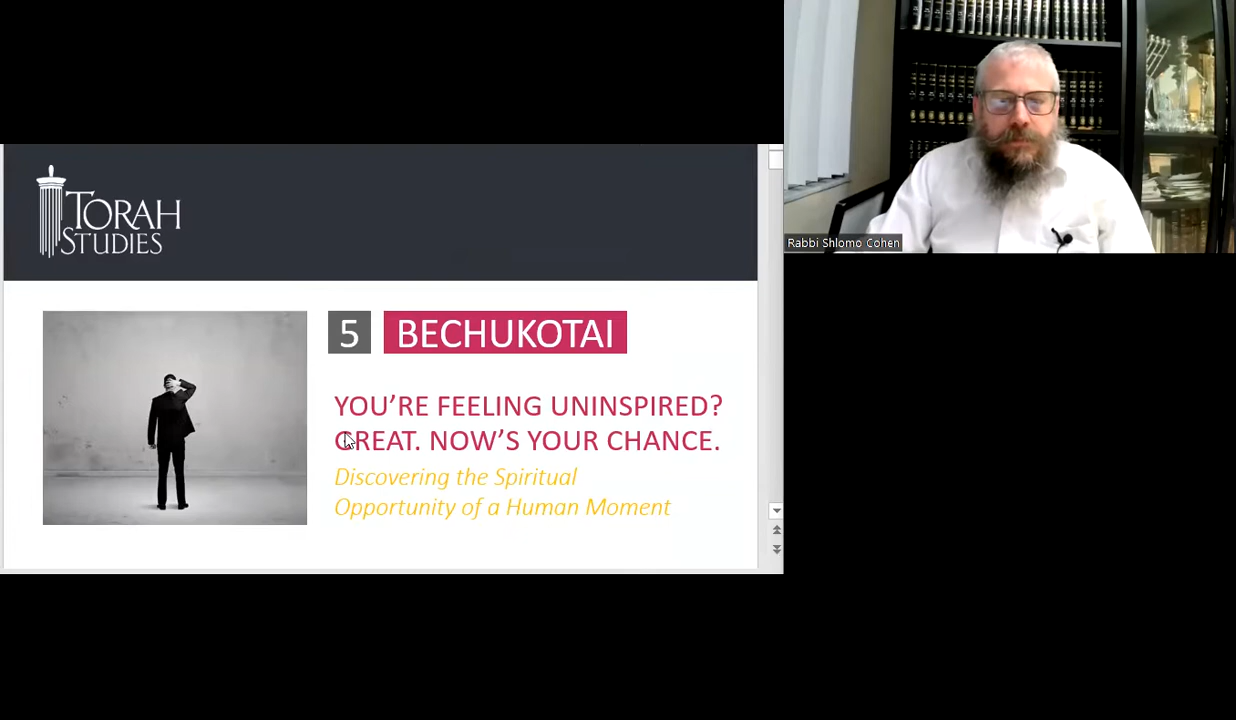 TORAH
STUDIES
5 BECHUKOTAI
YOU'RE FEELING UNINSPIRED?
GREAT. NOW'S YOUR CHANCE.
Discovering the Spiritual
Opportunity of a Human Moment
Rabbi Shlomo Cohen